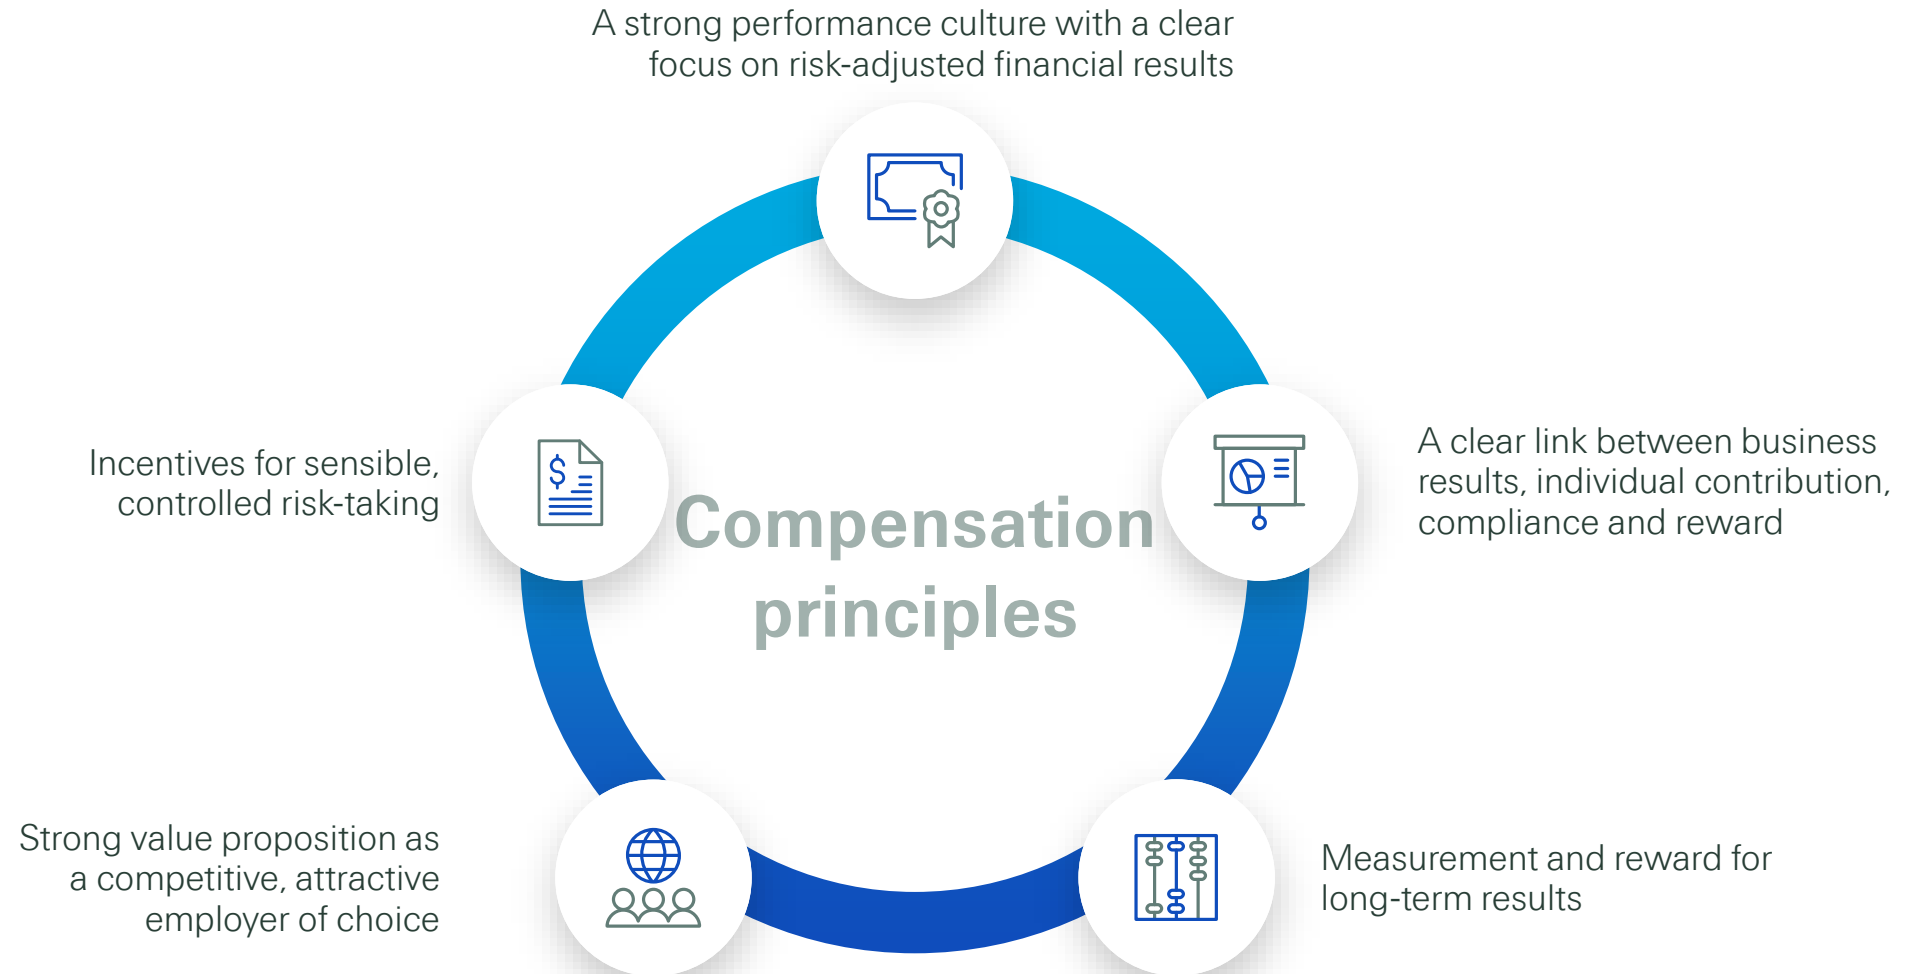 A strong performance culture with a clear
focus on risk-adjusted financial results
Incentives for sensible,
controlled risk-taking
$
Compensation
principles
A clear link between business
results, individual contribution,
compliance and reward
Strong value proposition as
a competitive, attractive
employer of choice
Measurement and reward for
long-term results